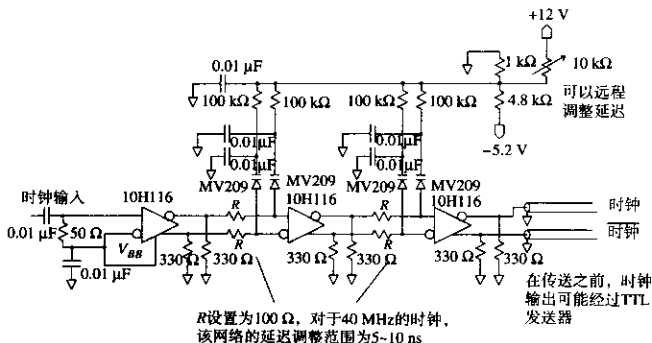 +12 V
0.01 μF
1 kΩ
10 kΩ
100 kΩ
100 kΩ
100 kΩ
100 kΩ
4.8 kΩ
可以远程
调整延迟
−5.2 V
0.01μF
0.01μF
0.01μF
0.01μF
MV209
MV209
MV209
MV209
时钟输入
10H116
10H116
10H116
0.01 μF
50 Ω
V_BB
0.01 μF
R
R
R
R
330 Ω
330 Ω
330 Ω
330 Ω
330 Ω
330 Ω
时钟
时钟
在传送之前，时钟
输出可能经过TTL
发送器
R设置为100 Ω，对于40 MHz的时钟，
该网络的延迟调整范围为5~10 ns